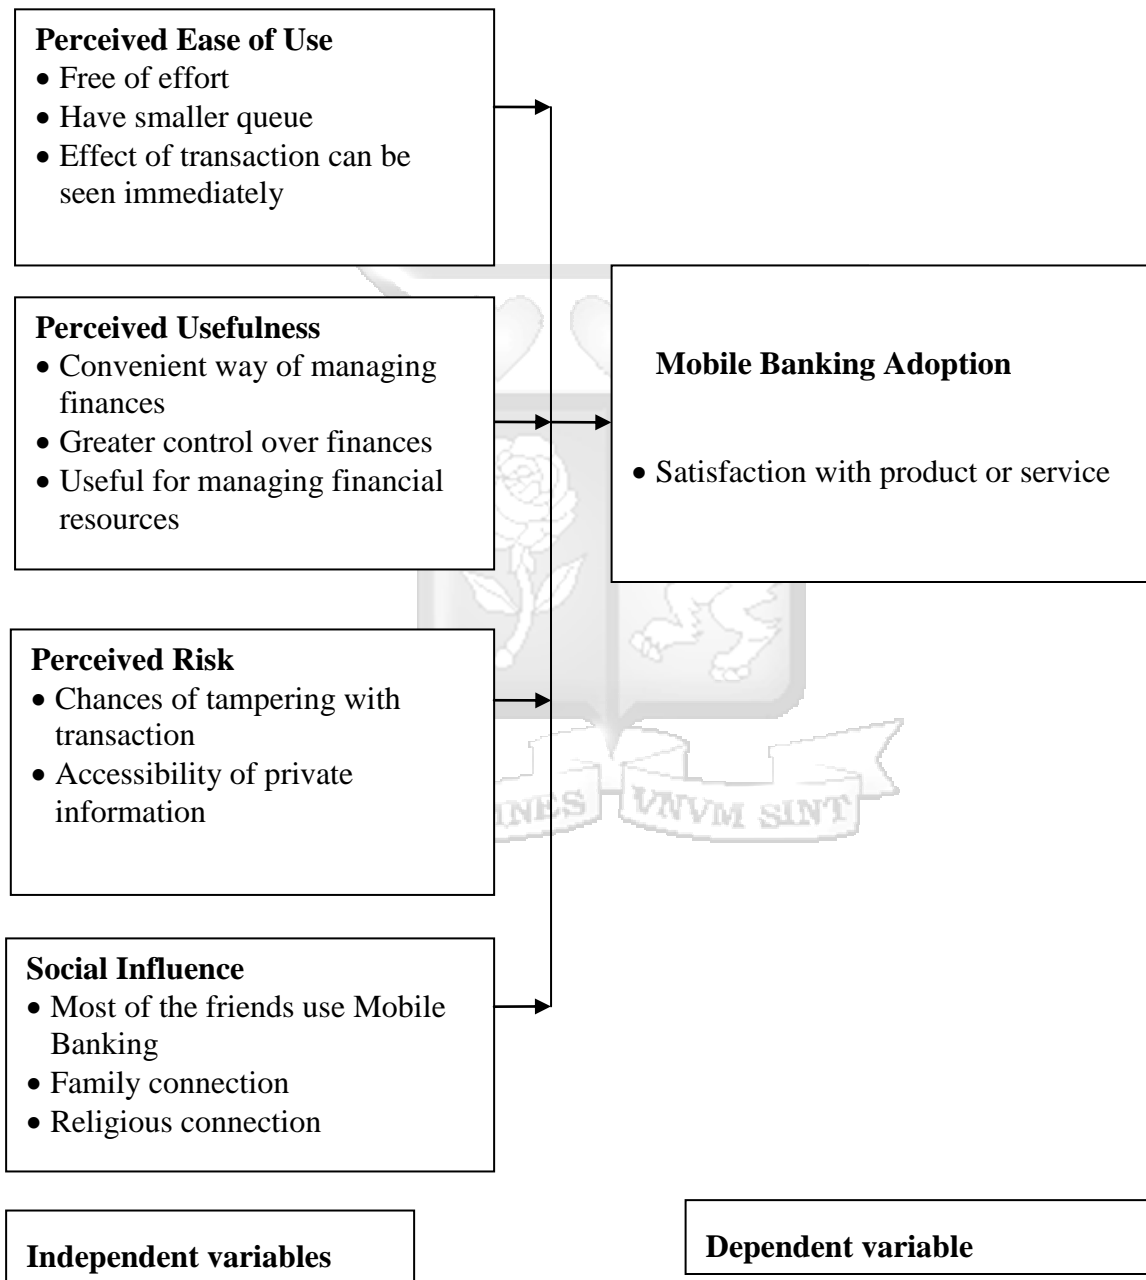 Perceived Ease of Use
• Free of effort
• Have smaller queue
• Effect of transaction can be
seen immediately
Perceived Usefulness
• Convenient way of managing
finances
• Greater control over finances
• Useful for managing financial
resources
Mobile Banking Adoption
• Satisfaction with product or service
Perceived Risk
• Chances of tampering with
transaction
• Accessibility of private
information
VNVM SINT
Social Influence
• Most of the friends use Mobile
Banking
• Family connection
• Religious connection
Independent variables
Dependent variable